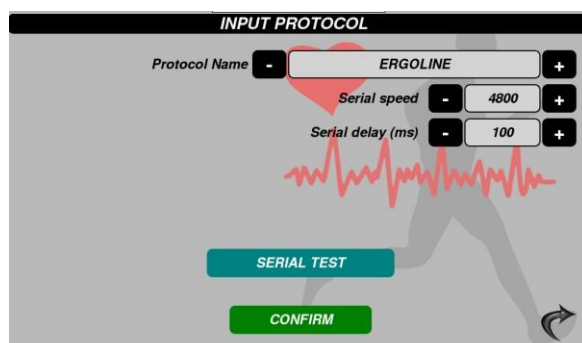 INPUT PROTOCOL
Protocol Name - ERGOLINE +
Serial speed - 4800 +
Serial delay (ms) - 100 +
SERIAL TEST
CONFIRM